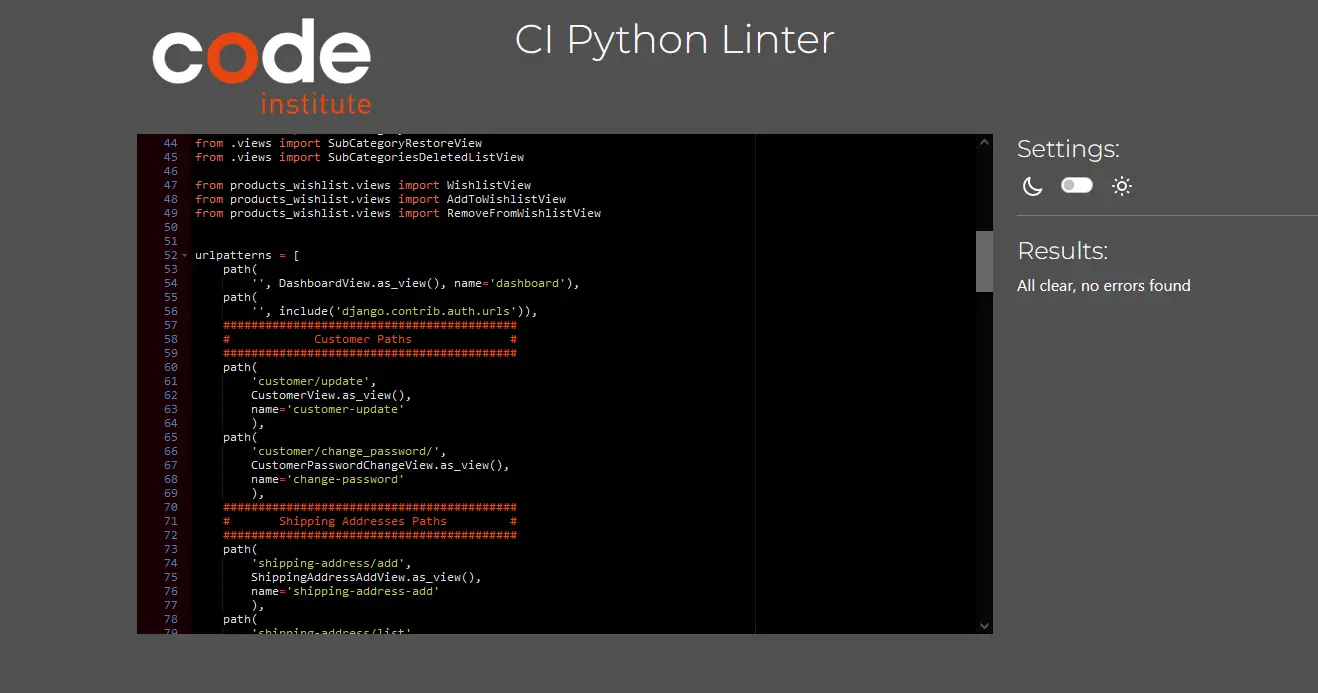 code
institute
CI Python Linter
44 from .views import SubCategoryRestoreView
45 from .views import SubCategoriesDeletedListView
46
47 from products_wishlist.views import WishlistView
48 from products_wishlist.views import AddToWishlistView
49 from products_wishlist.views import RemoveFromWishlistView
50
51
52 urlpatterns = [
53     path(
54         '', DashboardView.as_view(), name='dashboard'),
55     path(
56         '', include('django.contrib.auth.urls')),
57     ##########################################
58     #            Customer Paths              #
59     ##########################################
60     path(
61         'customer/update',
62         CustomerView.as_view(),
63         name='customer-update'
64         ),
65     path(
66         'customer/change_password/',
67         CustomerPasswordChangeView.as_view(),
68         name='change-password'
69         ),
70     ##########################################
71     #       Shipping Addresses Paths         #
72     ##########################################
73     path(
74         'shipping-address/add',
75         ShippingAddressAddView.as_view(),
76         name='shipping-address-add'
77         ),
78     path(
79         'shipping-address/list'
Settings:
Results:
All clear, no errors found